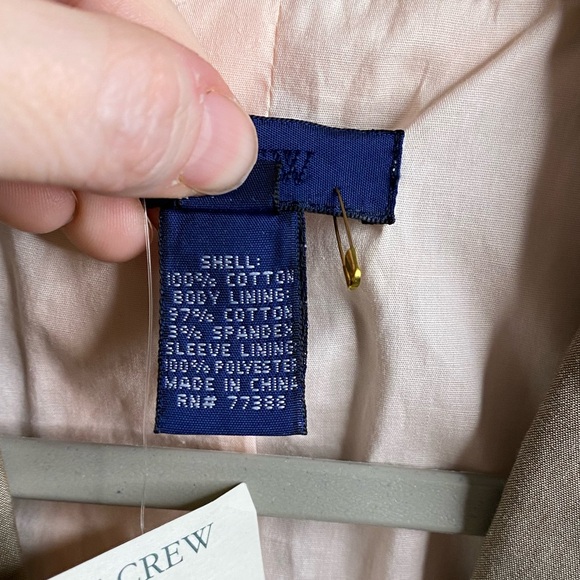 W
SHELL:
100% COTTON
BODY LINING:
97% COTTON
3% SPANDEX
SLEEVE LINING:
100% POLYESTER
MADE IN CHINA
RN# 77388
CREW